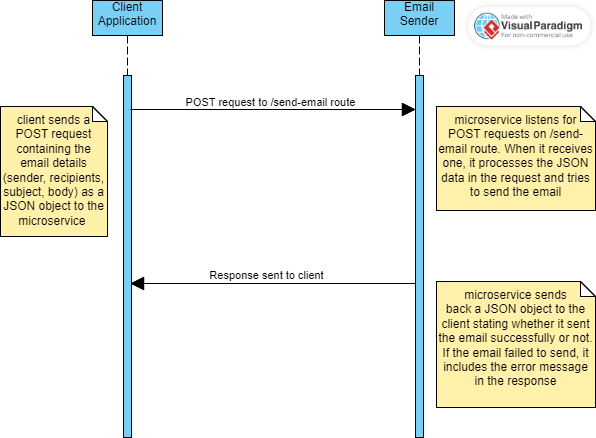 Client
Application
Email
Sender
Made with
Visual Paradigm
For non-commercial use
POST request to /send-email route
client sends a
POST request
containing the
email details
(sender, recipients,
subject, body) as a
JSON object to the
microservice
microservice listens for
POST requests on /send-
email route. When it receives
one, it processes the JSON
data in the request and tries
to send the email
Response sent to client
microservice sends
back a JSON object to the
client stating whether it sent
the email successfully or not.
If the email failed to send, it
includes the error message
in the response